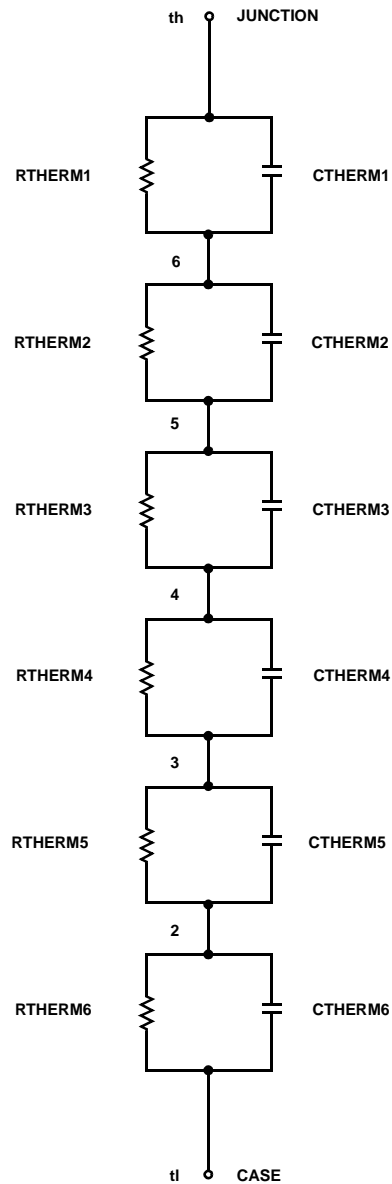 th JUNCTION
RTHERM1 CTHERM1
6
RTHERM2 CTHERM2
5
RTHERM3 CTHERM3
4
RTHERM4 CTHERM4
3
RTHERM5 CTHERM5
2
RTHERM6 CTHERM6
tl CASE